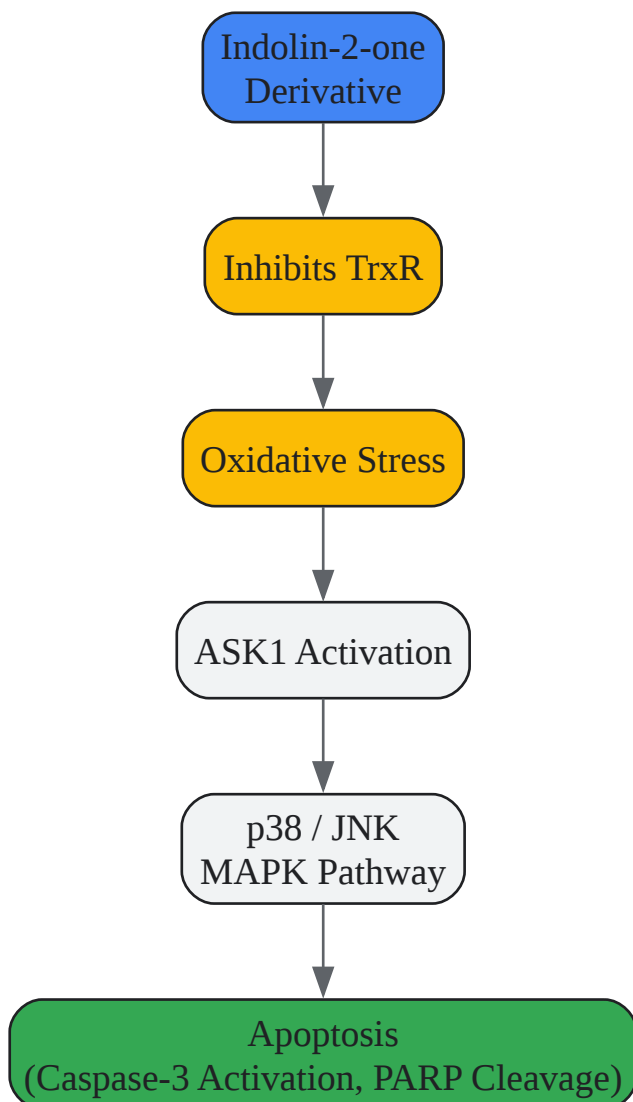 Indolin-2-one
Derivative
Inhibits TrxR
Oxidative Stress
ASK1 Activation
p38 / JNK
MAPK Pathway
Apoptosis
(Caspase-3 Activation, PARP Cleavage)